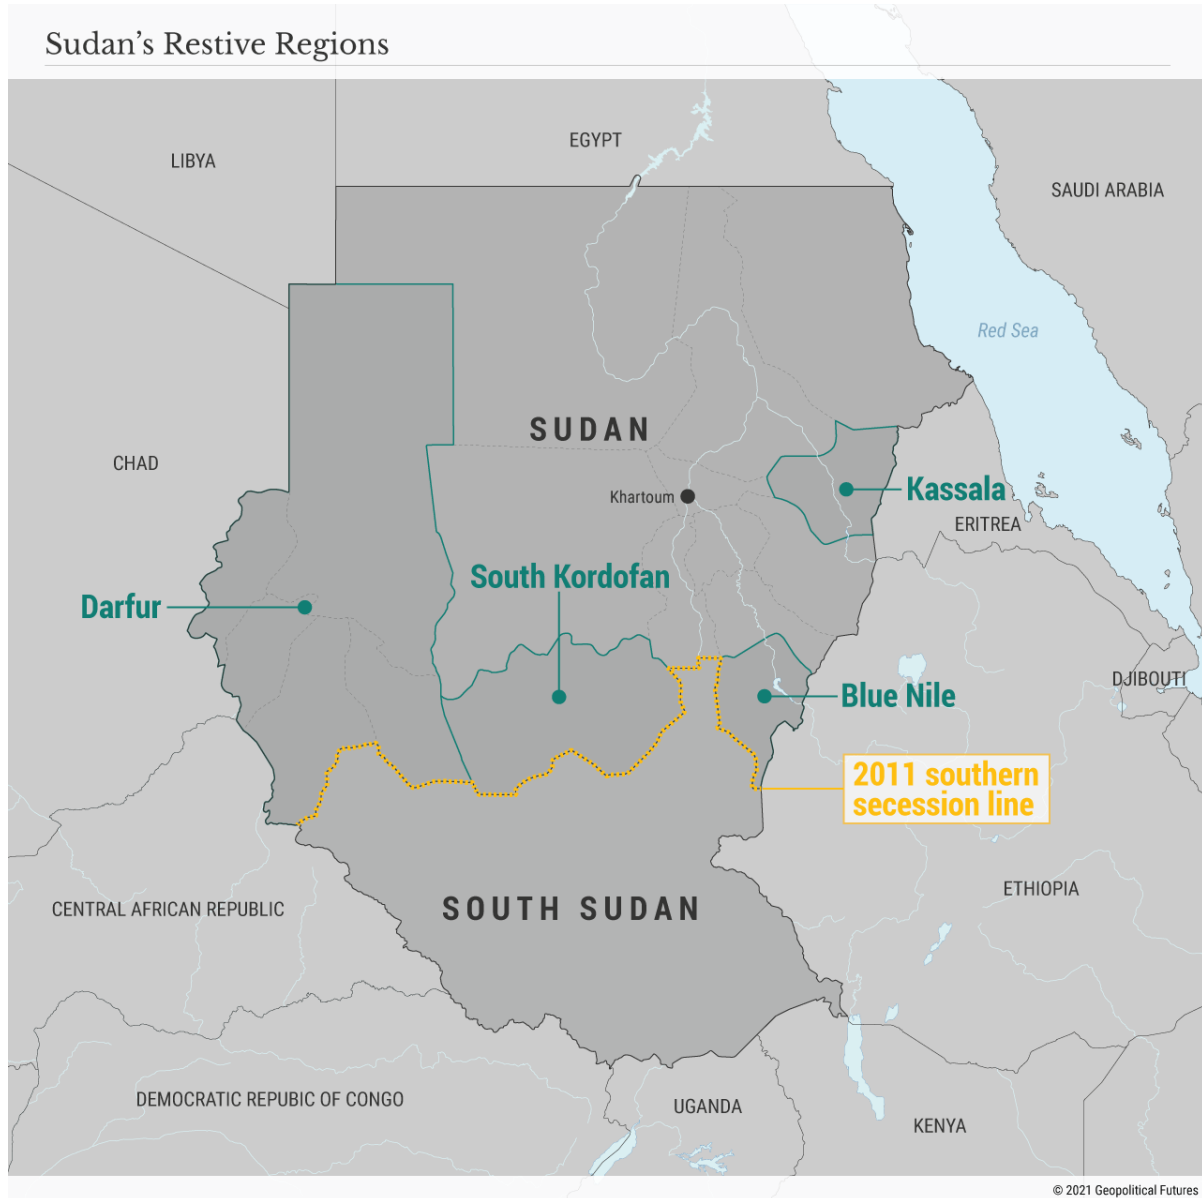 Sudan’s Restive Regions
LIBYA
EGYPT
SAUDI ARABIA
Red Sea
SUDAN
CHAD
Khartoum
Kassala
ERITREA
South Kordofan
Darfur
DJIBOUTI
Blue Nile
2011 southern
secession line
ETHIOPIA
CENTRAL AFRICAN REPUBLIC
SOUTH SUDAN
DEMOCRATIC REPUBIC OF CONGO
UGANDA
KENYA
© 2021 Geopolitical Futures